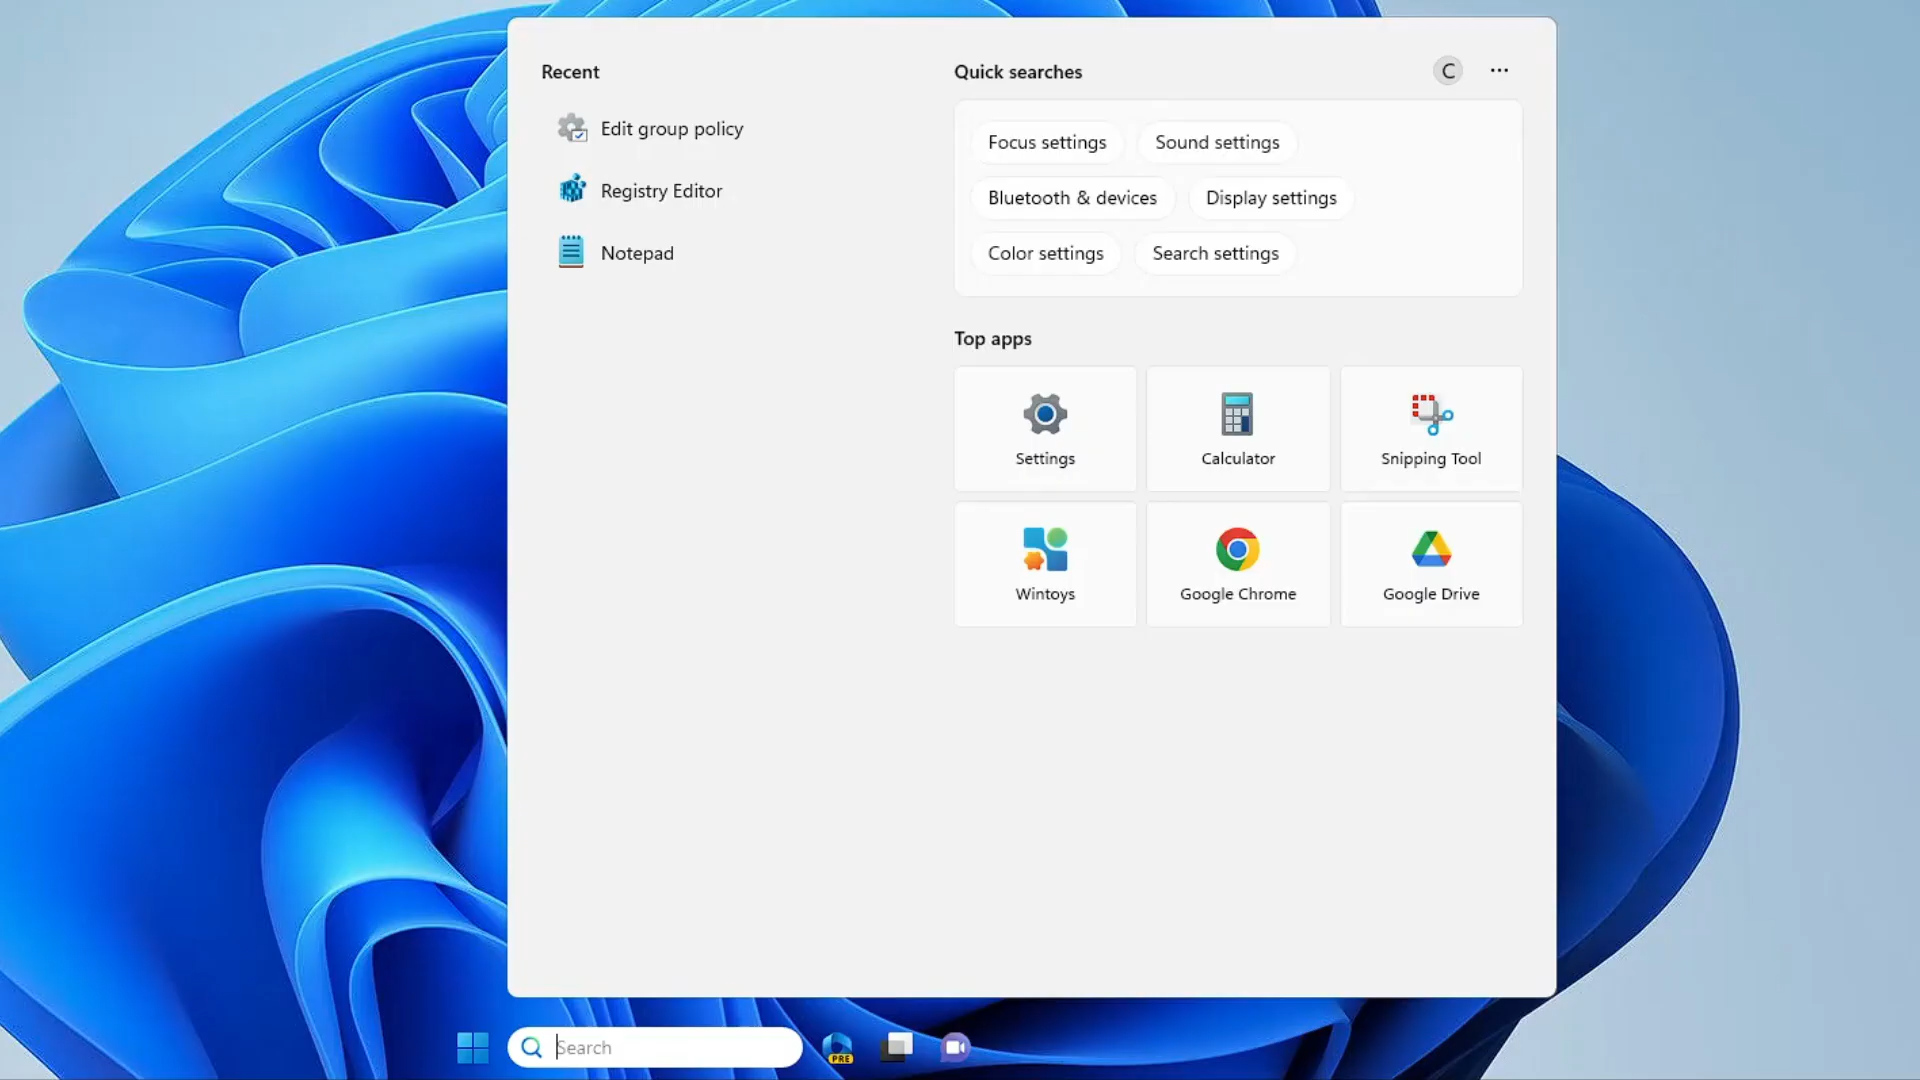 Recent
Edit group policy
Registry Editor
Notepad
Quick searches
C
Focus settings
Sound settings
Bluetooth & devices
Display settings
Color settings
Search settings
Top apps
Settings
Calculator
Snipping Tool
Wintoys
Google Chrome
Google Drive
Search
PRE